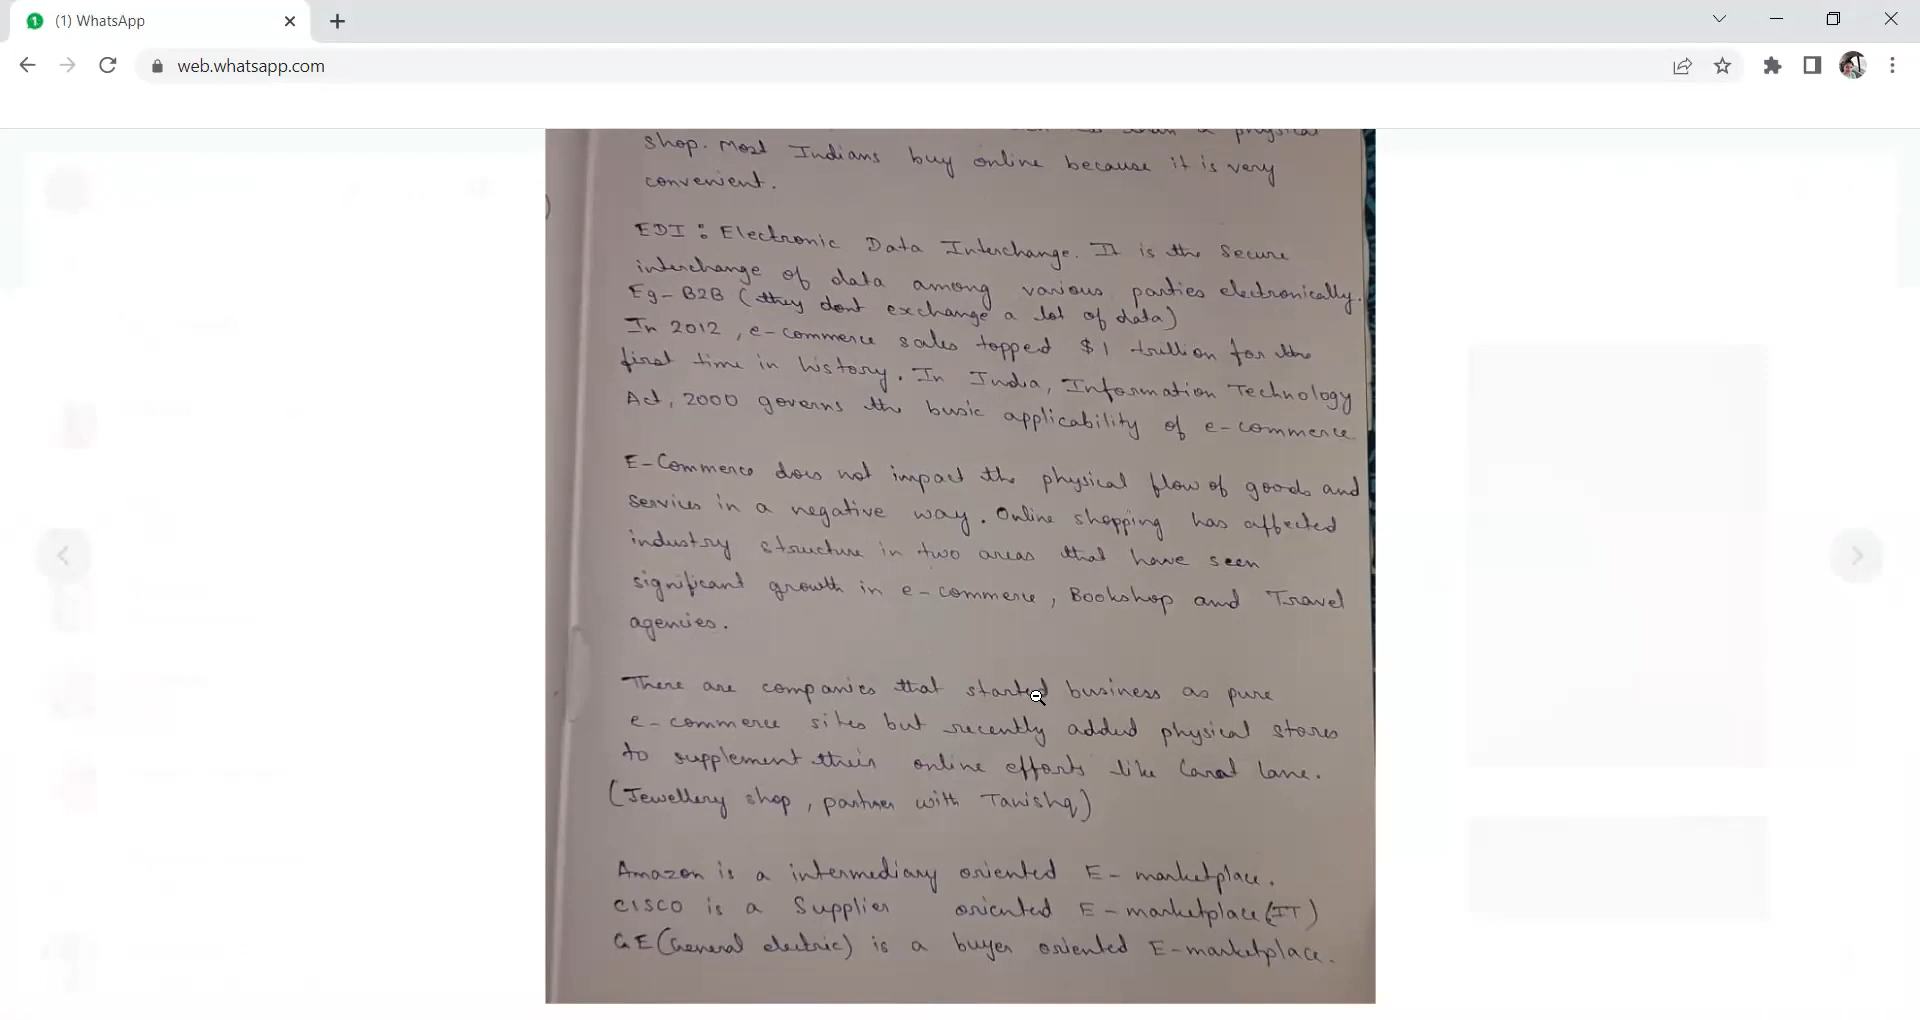 (1) WhatsApp
web.whatsapp.com
than a physical
shop. Most Indians buy online because it is very
convenient.
EDI : Electronic Data Interchange. It is the secure
interchange of data among various parties electronically.
Eg - B2B (they dont exchange a lot of data)
In 2012, e-commerce sales topped $1 trillion for the
first time in history. In India, Information Technology
Act, 2000 governs the basic applicability of e-commerce
E-Commerce does not impact the physical flow of goods and
services in a negative way. Online shopping has affected
industry structure in two areas that have seen
significant growth in e-commerce, Bookshop and Travel
agencies.
There are companies that started business as pure
e-commerce sites but recently added physical stores
to supplement their online efforts like Carat lane.
(Jewellery shop, partner with Tanishq)
Amazon is a intermediary oriented E-marketplace.
CISCO is a Supplier oriented E-marketplace (IT)
GE (General electric) is a buyer oriented E-marketplace.